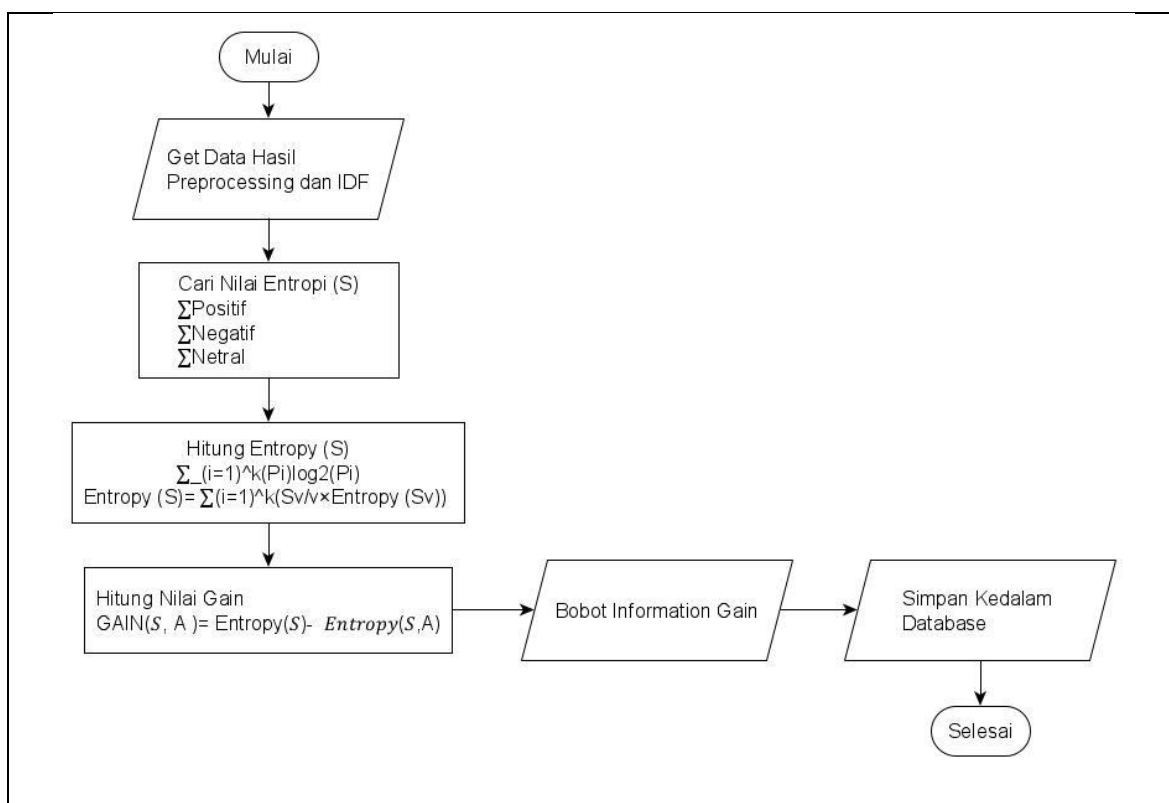 Mulai
Get Data Hasil
Preprocessing dan IDF
Cari Nilai Entropi (S)
∑Positif
∑Negatif
∑Netral
Hitung Entropy (S)
∑_(i=1)^k(Pi)log2(Pi)
Entropy (S)= ∑(i=1)^k(Sv/v×Entropy (Sv))
Hitung Nilai Gain
GAIN(𝑆, A )= Entropy(𝑆)- 𝐸𝑛𝑡𝑟𝑜𝑝𝑦(𝑆,A)
Bobot Information Gain
Simpan Kedalam
Database
Selesai